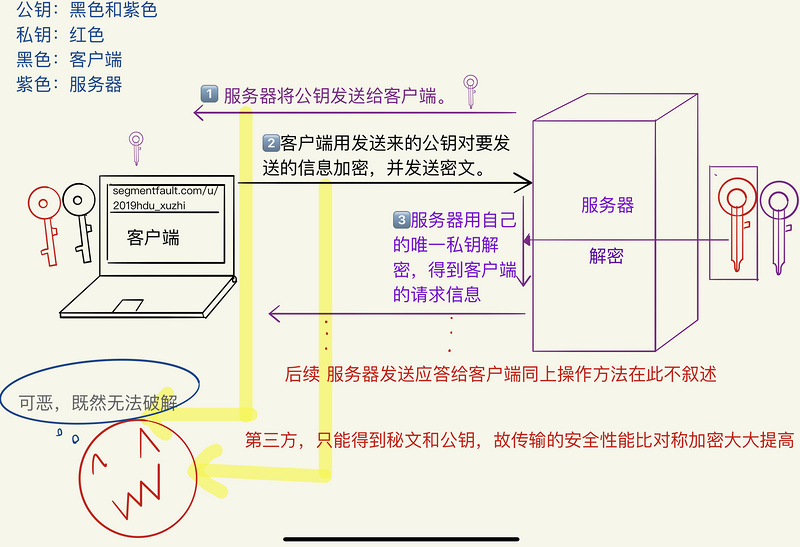 公钥：黑色和紫色
私钥：红色
黑色：客户端
紫色：服务器
1 服务器将公钥发送给客户端。
2 客户端用发送来的公钥对要发
送的信息加密，并发送密文。
segmentfault.com/u/
2019hdu_xuzhi
客户端
3 服务器用自己
的唯一私钥解
密，得到客户端
的请求信息
服务器
解密
后续 服务器发送应答给客户端同上操作方法在此不叙述
可恶，既然无法破解
第三方，只能得到秘文和公钥，故传输的安全性能比对称加密大大提高